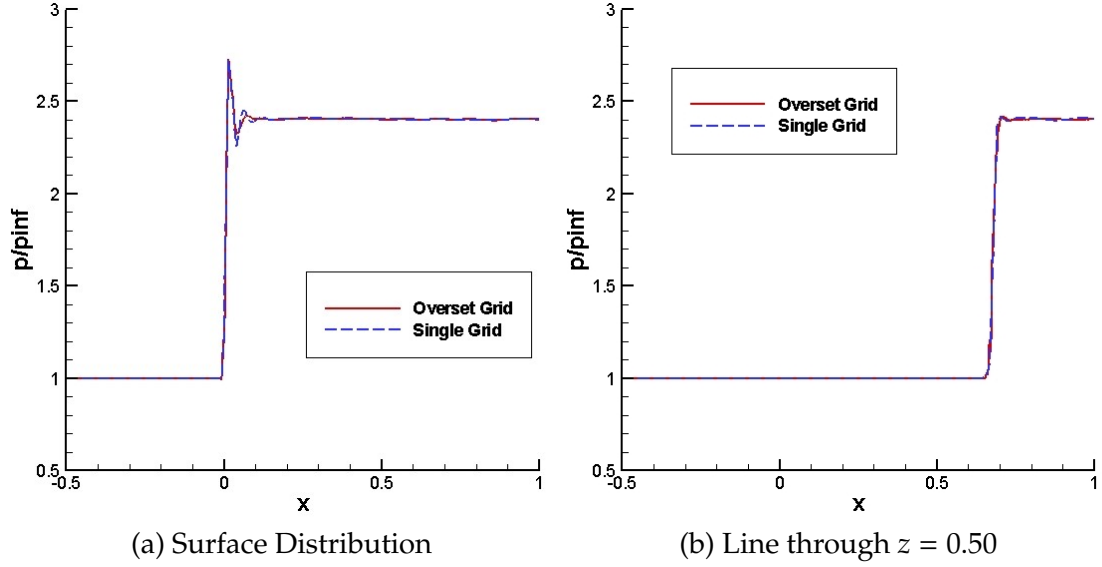 3
2.5
2
1.5
1
0.5
p/pinf
-0.5
0
0.5
1
x
Overset Grid
Single Grid
(a) Surface Distribution
3
2.5
2
1.5
1
0.5
p/pinf
-0.5
0
0.5
1
x
Overset Grid
Single Grid
(b) Line through z = 0.50